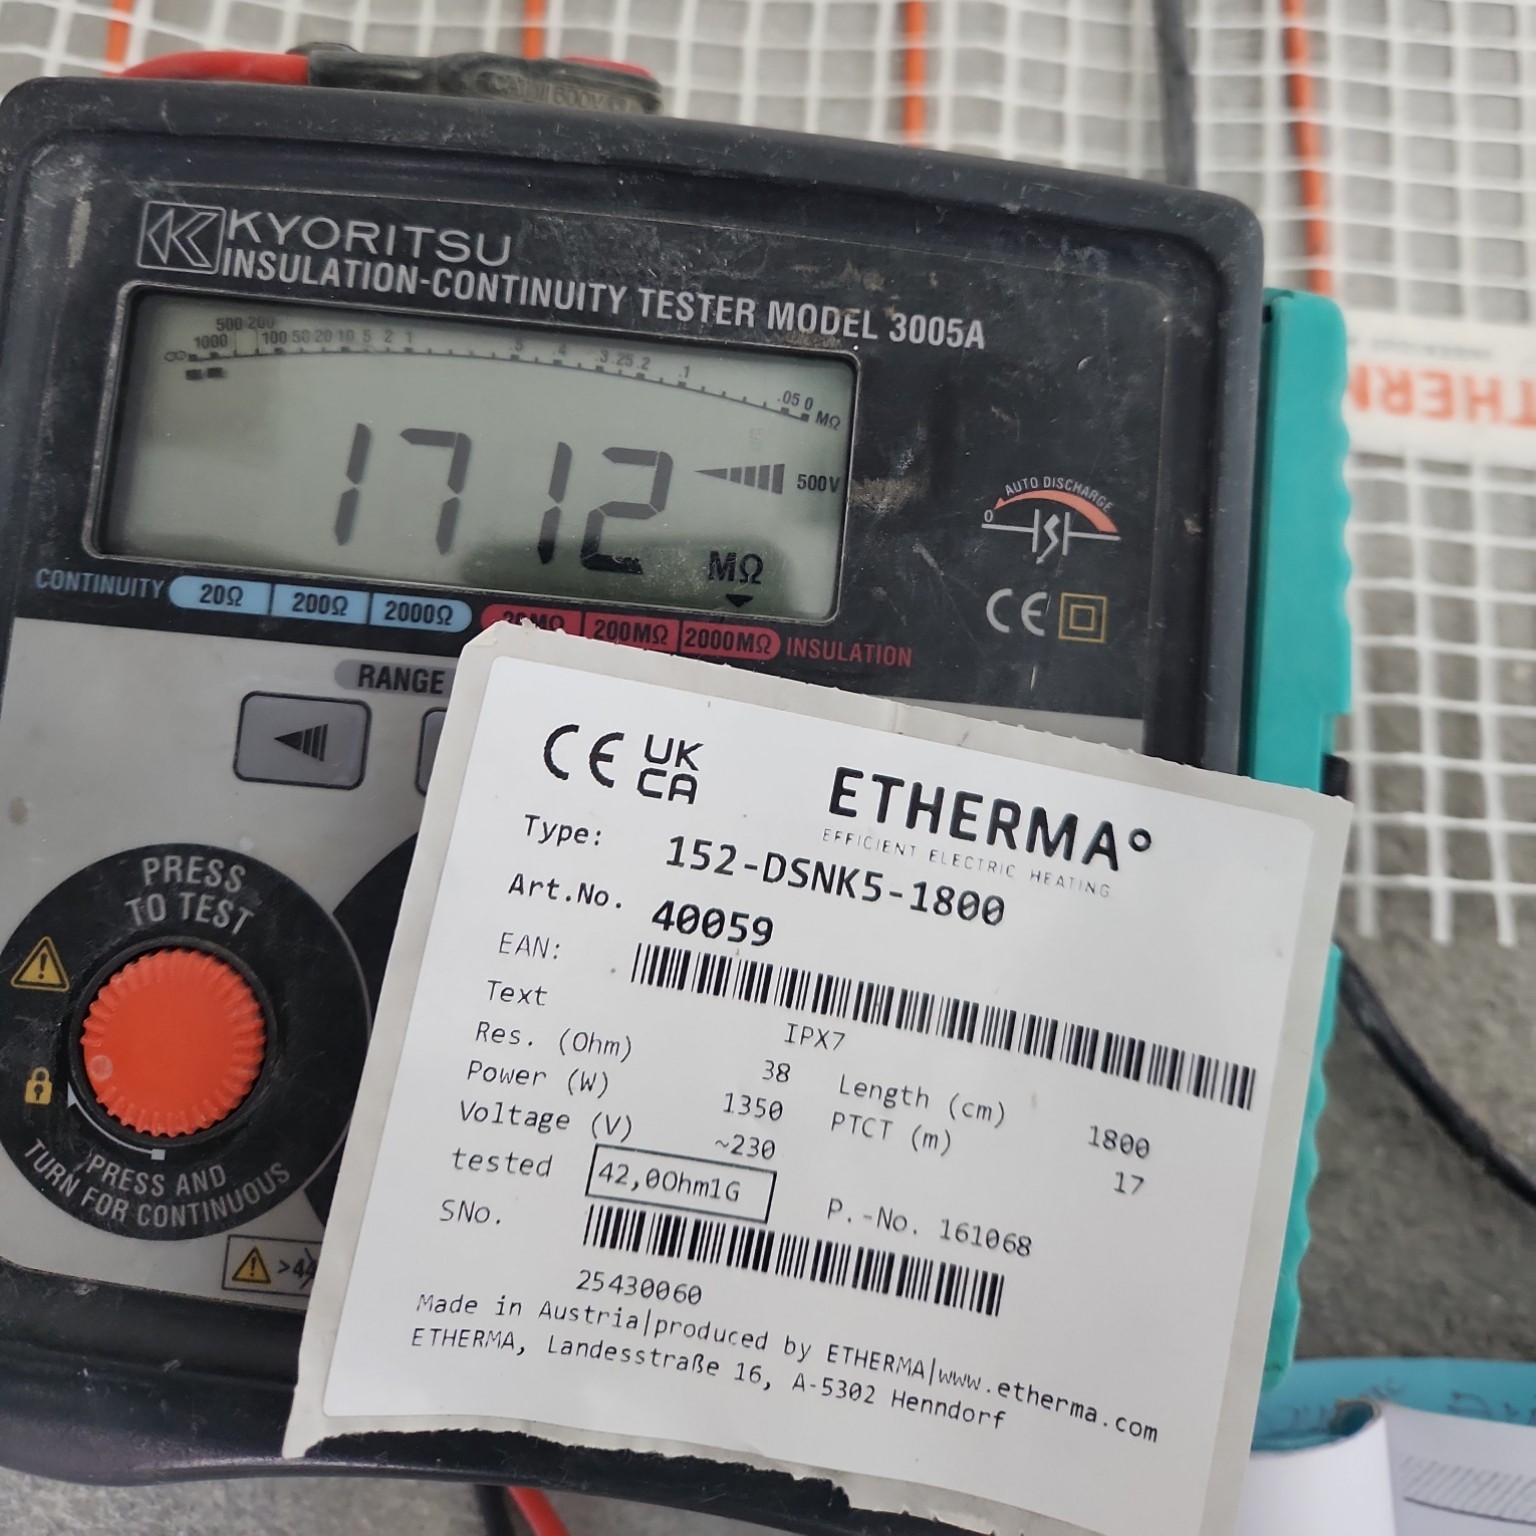 KYORITSU
INSULATION-CONTINUITY TESTER MODEL 3005A
500 200
∞ 1000 100 50 20 10 5 2 1 .5 .4 .3 .25 .2 .1 .05 0 MΩ
1712
500V
MΩ
AUTO DISCHARGE
0
CE
CONTINUITY 20Ω 200Ω 2000Ω 20MΩ 200MΩ 2000MΩ INSULATION
RANGE
PRESS
TO TEST
PRESS AND
TURN FOR CONTINUOUS
CE UK
CA
ETHERMA°
EFFICIENT ELECTRIC HEATING
Type: 152-DSNK5-1800
Art.No. 40059
EAN:
Text IPX7
Res. (Ohm) 38 Length (cm) 1800
Power (W) 1350 PTCT (m) 17
Voltage (V) ~230
tested 42,0Ohm1G P.-No. 161068
SNo.
25430060
Made in Austria|produced by ETHERMA|www.etherma.com
ETHERMA, Landesstraße 16, A-5302 Henndorf